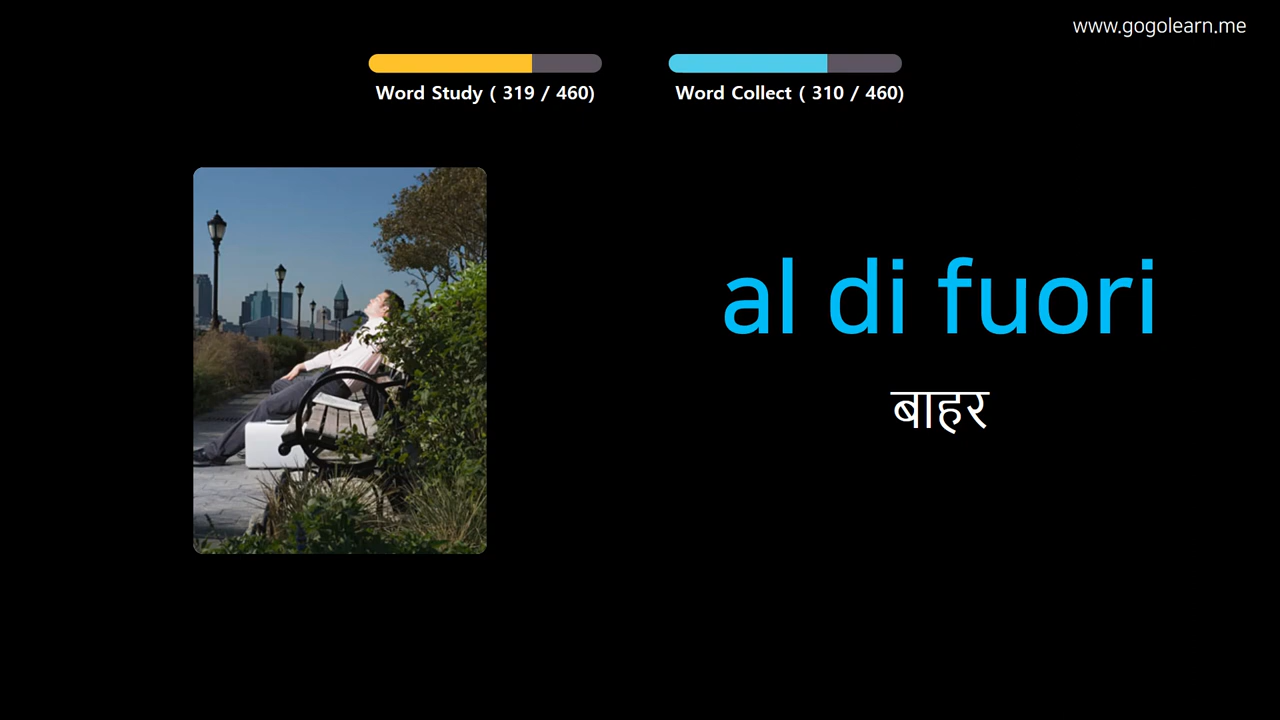 www.gogolearn.me
Word Study ( 319 / 460)
Word Collect ( 310 / 460)
al di fuori
बाहर